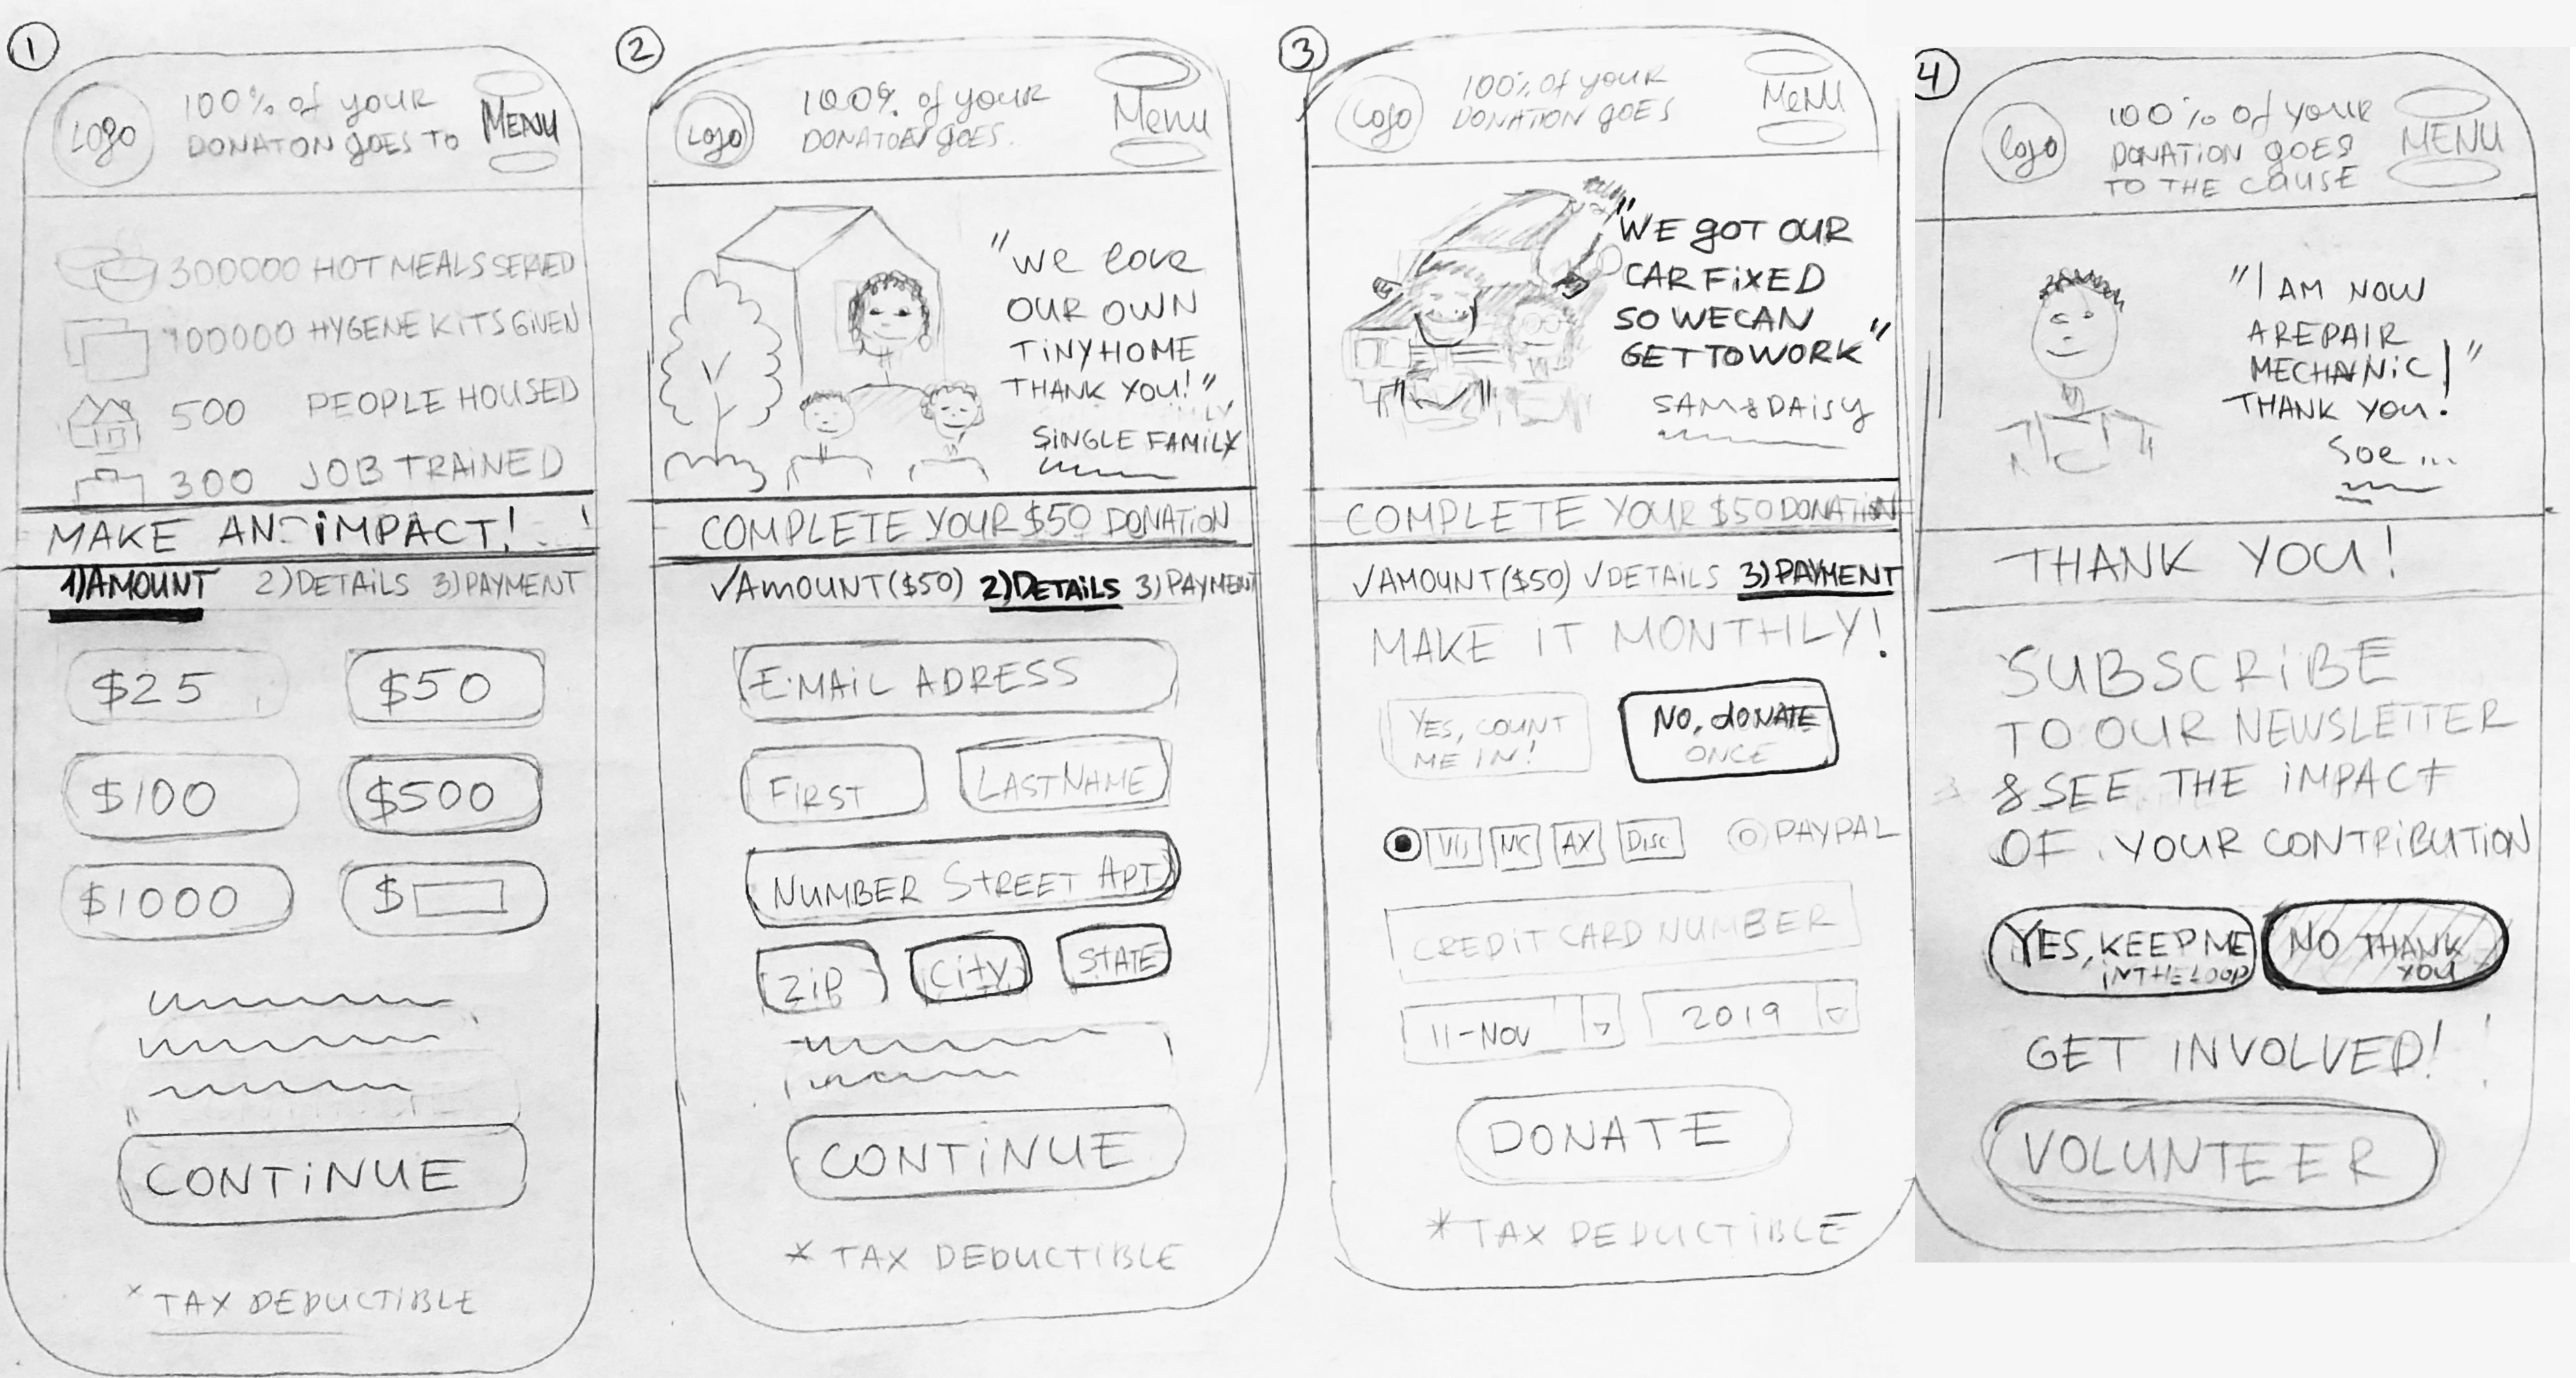 1
Logo
100% of your
DONATON gOES TO
MENU
300000 HOT MEALS SERVED
100000 HYGENE KITS GIVEN
500 PEOPLE HOUSED
300 JOB TRAINED
MAKE AN IMPACT!
1)AMOUNT 2)DETAILS 3)PAYMENT
$25 $50
$100 $500
$1000 $
CONTINUE
* TAX DEDUCTIBLE
2
Logo
100% of your
gOES.
Menu
"We love
OUR OWN
TINY HOME
THANK YOU!"
SINGLE FAMILY
COMPLETE YOUR $50 DONATION
✓AMOUNT($50) 2)DETAILS 3)PAYMENT
E-MAIL ADRESS
FIRST LAST NAME
NUMBER STREET APT
ZIP CITY STATE
CONTINUE
* TAX DEDUCTIBLE
3
Logo
100% of YOUR
DONATION gOES
MeNU
"WE gOT OUR
CAR FIXED
SO WE CAN
GET TO WORK"
SAM & DAISY
COMPLETE YOUR $50 DONATION
✓AMOUNT($50) ✓DETAILS 3)PAYMENT
MAKE IT MONTHLY!
YES, COUNT
ME IN!
NO, dONATE
ONCE
MC AX DISC PAYPAL
CREDIT CARD NUMBER
11-NOV 2019
DONATE
* TAX DEDUCTIBLE
4
logo
100% of YOUR
DONATION gOES
TO THE CAUSE
MENU
"I AM NOW
A REPAIR
MECHANIC!"
THANK YOU!
Soe ...
THANK YOU!
SUBSCRIBE
TO OUR NEWSLETTER
& SEE THE IMPACT
OF YOUR CONTRIBUTION
YES, KEEP ME
IN THE LOOP
NO THANK
YOU
GET INVOLVED!
VOLUNTEER